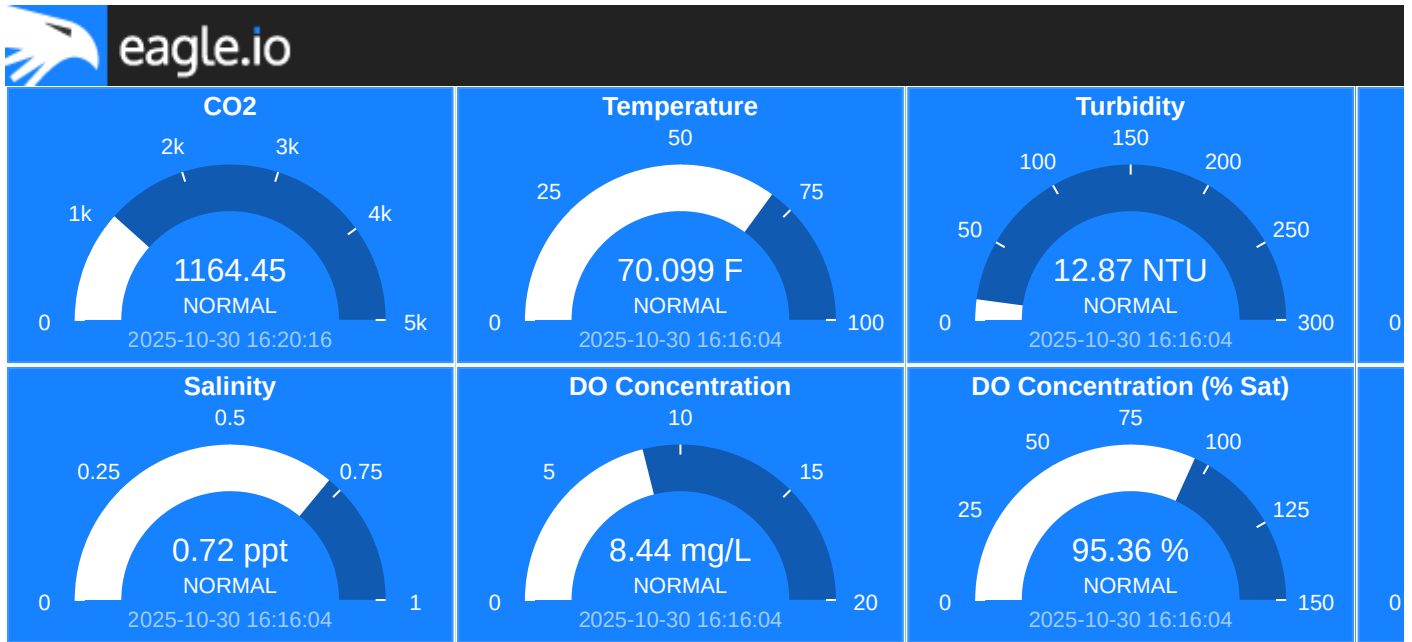 eagle.io
CO2
2k 3k
1k 4k
1164.45
NORMAL
0 5k
2025-10-30 16:20:16
Temperature
50
25 75
70.099 F
NORMAL
0 100
2025-10-30 16:16:04
Turbidity
150
100 200
50 250
12.87 NTU
NORMAL
0 300
2025-10-30 16:16:04
0
Salinity
0.5
0.25 0.75
0.72 ppt
NORMAL
0 1
2025-10-30 16:16:04
DO Concentration
10
5 15
8.44 mg/L
NORMAL
0 20
2025-10-30 16:16:04
DO Concentration (% Sat)
75
50 100
25 125
95.36 %
NORMAL
0 150
2025-10-30 16:16:04
0